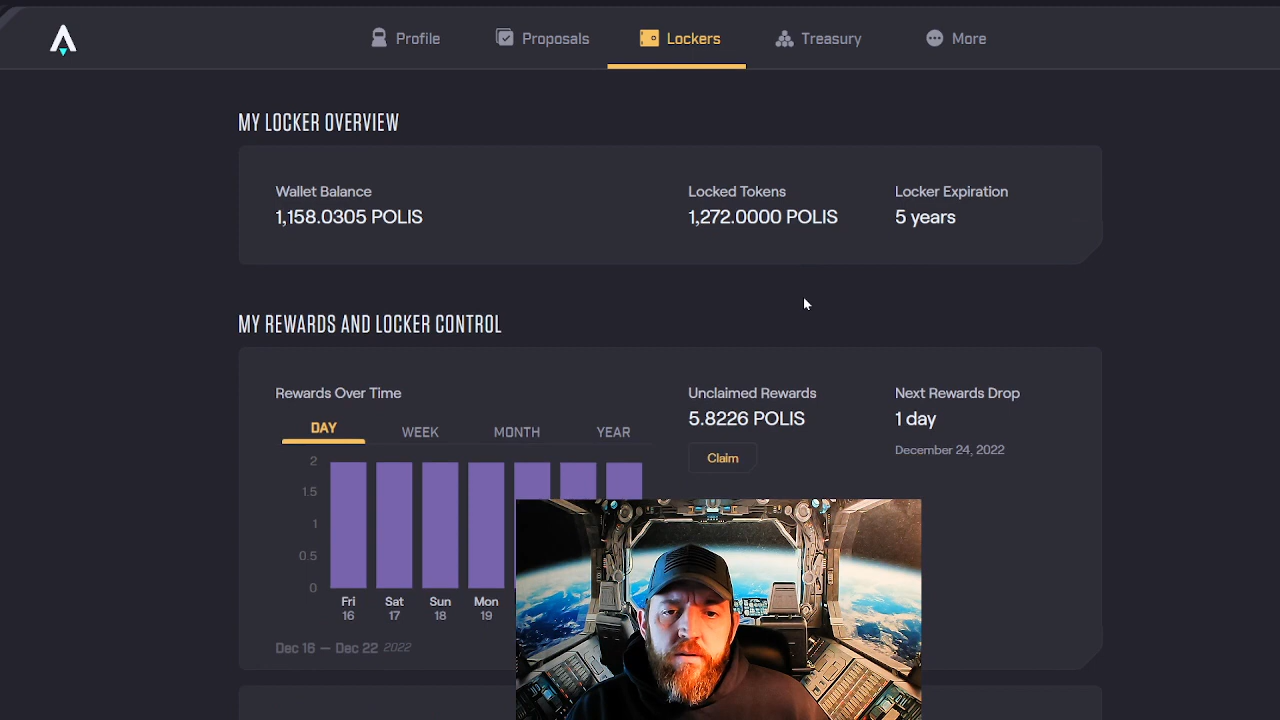 Profile
Proposals
Lockers
Treasury
More
MY LOCKER OVERVIEW
Wallet Balance
Locked Tokens
Locker Expiration
1,158.0305 POLIS
1,272.0000 POLIS
5 years
MY REWARDS AND LOCKER CONTROL
Rewards Over Time
Unclaimed Rewards
Next Rewards Drop
DAY
WEEK
MONTH
YEAR
5.8226 POLIS
1 day
December 24, 2022
Claim
2
1.5
1
0.5
0
Fri
Sat
Sun
Mon
16
17
18
19
Dec 16 — Dec 22 2022